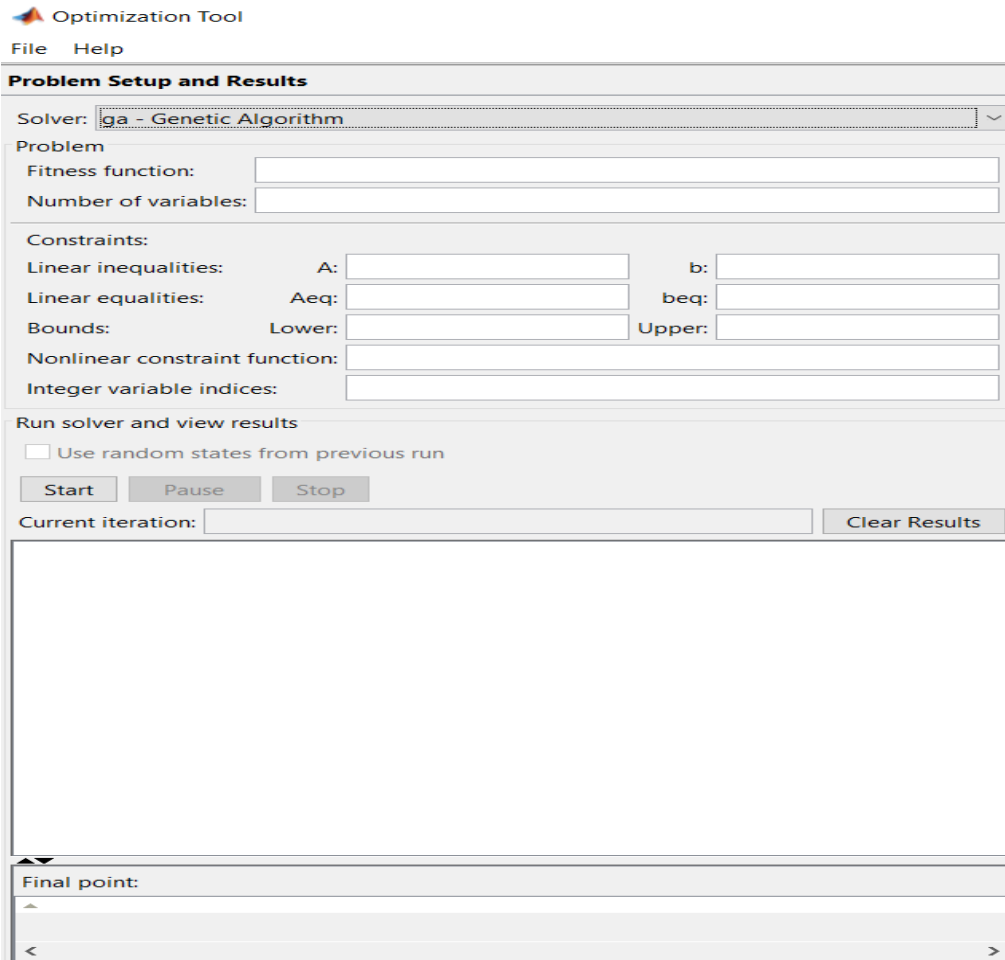 Optimization Tool
File Help
Problem Setup and Results
Solver: ga - Genetic Algorithm
Problem
Fitness function:
Number of variables:
Constraints:
Linear inequalities: A: b:
Linear equalities: Aeq: beq:
Bounds: Lower: Upper:
Nonlinear constraint function:
Integer variable indices:
Run solver and view results
Use random states from previous run
Start Pause Stop
Current iteration: Clear Results
Final point: